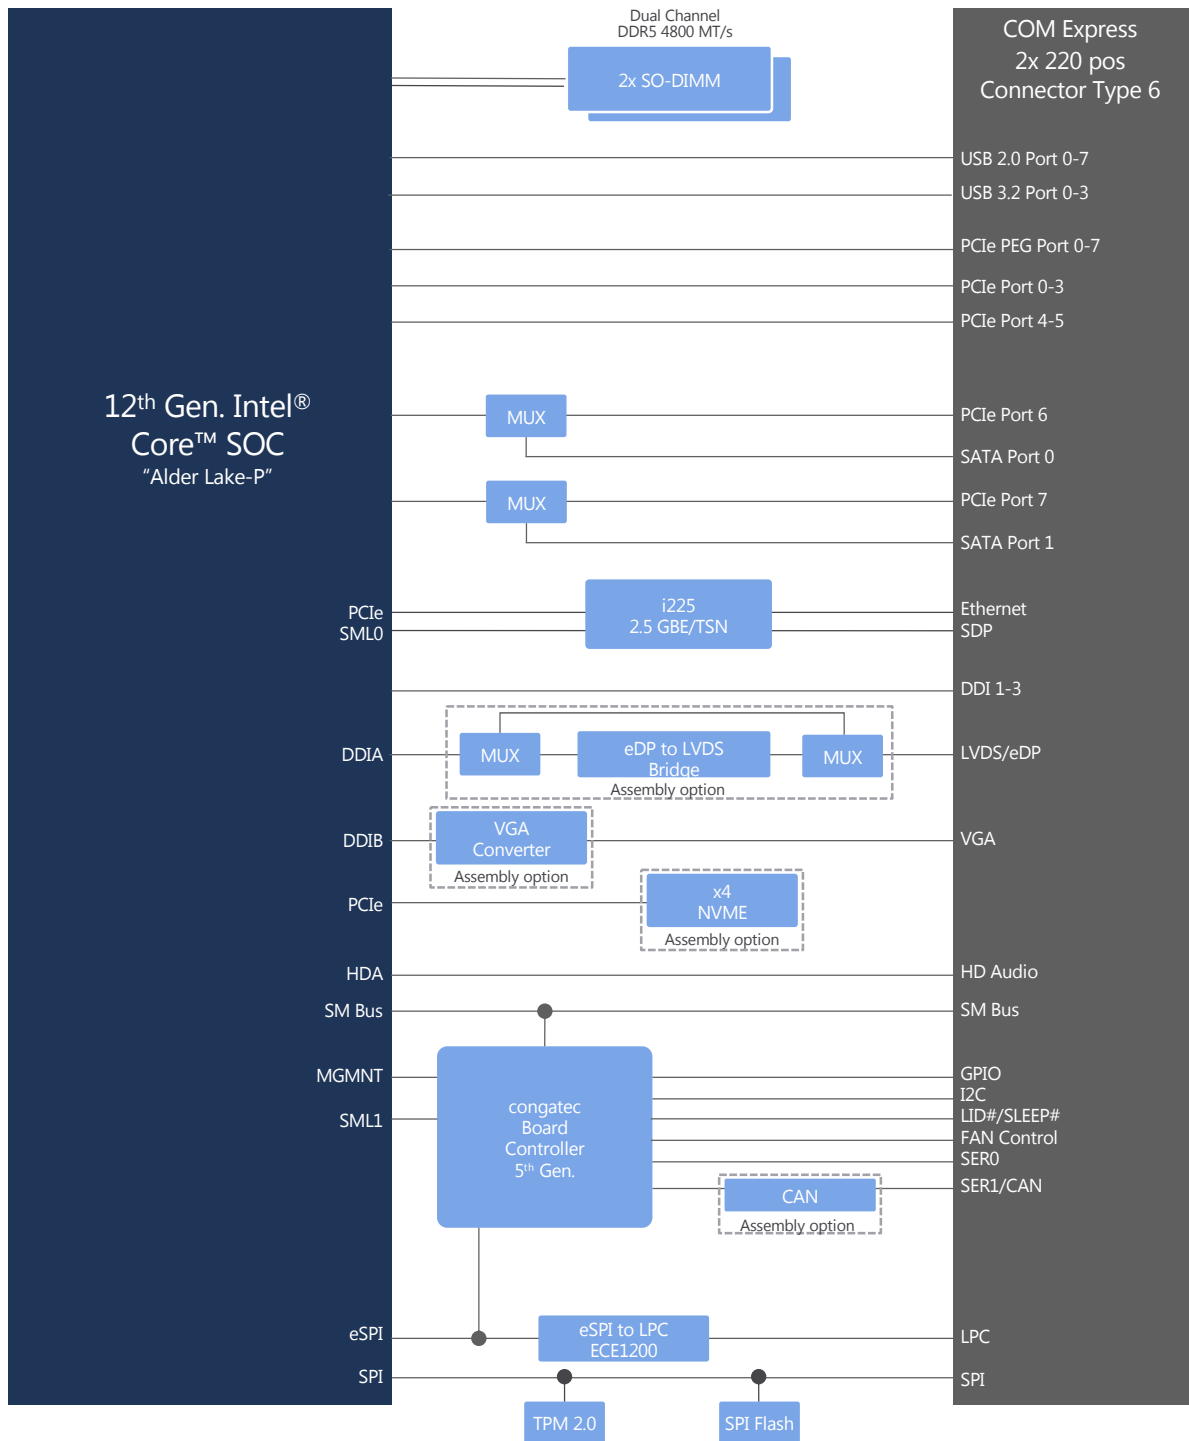 Dual Channel
DDR5 4800 MT/s
2x SO-DIMM
COM Express
2x 220 pos
Connector Type 6
USB 2.0 Port 0-7
USB 3.2 Port 0-3
PCIe PEG Port 0-7
PCIe Port 0-3
PCIe Port 4-5
12th Gen. Intel®
Core™ SOC
“Alder Lake-P”
MUX
PCIe Port 6
SATA Port 0
MUX
PCIe Port 7
SATA Port 1
PCIe
SML0
i225
2.5 GBE/TSN
Ethernet
SDP
DDI 1-3
DDIA
MUX
eDP to LVDS
Bridge
MUX
Assembly option
LVDS/eDP
DDIB
VGA
Converter
Assembly option
VGA
PCIe
x4
NVME
Assembly option
HDA
HD Audio
SM Bus
SM Bus
MGMNT
SML1
congatec
Board
Controller
5th Gen.
GPIO
I2C
LID#/SLEEP#
FAN Control
SER0
SER1/CAN
CAN
Assembly option
eSPI
eSPI to LPC
ECE1200
LPC
SPI
SPI
TPM 2.0
SPI Flash